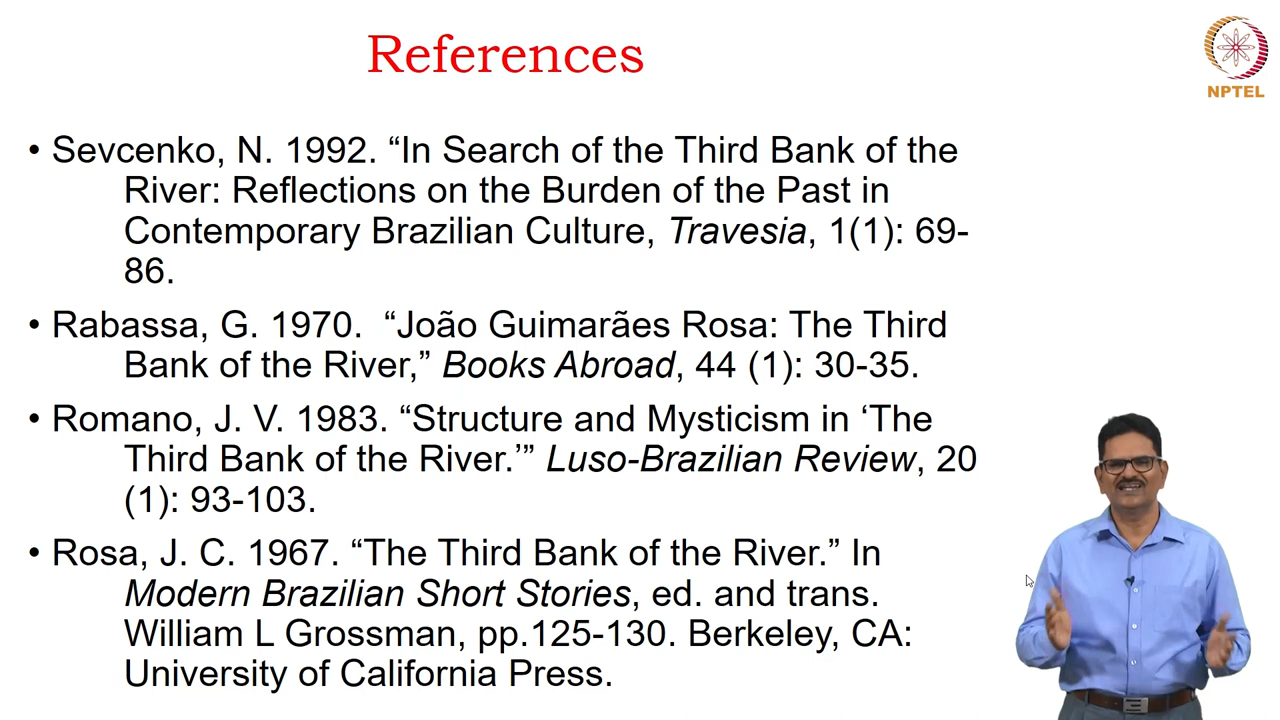 References
NPTEL
• Sevcenko, N. 1992. “In Search of the Third Bank of the
River: Reflections on the Burden of the Past in
Contemporary Brazilian Culture, Travesia, 1(1): 69-
86.
• Rabassa, G. 1970. “João Guimarães Rosa: The Third
Bank of the River,” Books Abroad, 44 (1): 30-35.
• Romano, J. V. 1983. “Structure and Mysticism in ‘The
Third Bank of the River.’” Luso-Brazilian Review, 20
(1): 93-103.
• Rosa, J. C. 1967. “The Third Bank of the River.” In
Modern Brazilian Short Stories, ed. and trans.
William L Grossman, pp.125-130. Berkeley, CA:
University of California Press.